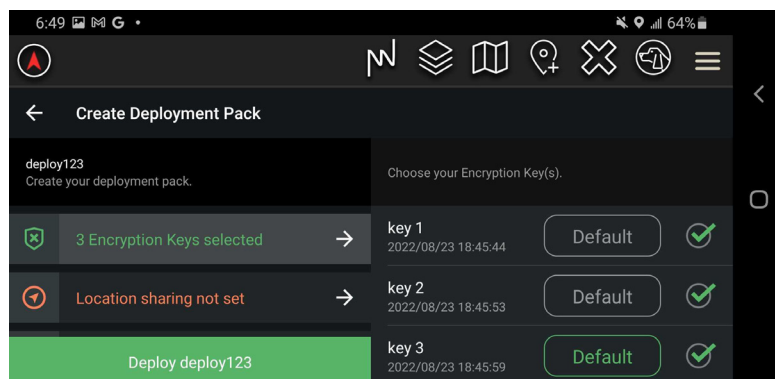 6:49
64%
Create Deployment Pack
deploy123
Create your deployment pack.
3 Encryption Keys selected
Location sharing not set
Deploy deploy123
Choose your Encryption Key(s).
key 1
2022/08/23 18:45:44
Default
key 2
2022/08/23 18:45:53
Default
key 3
2022/08/23 18:45:59
Default